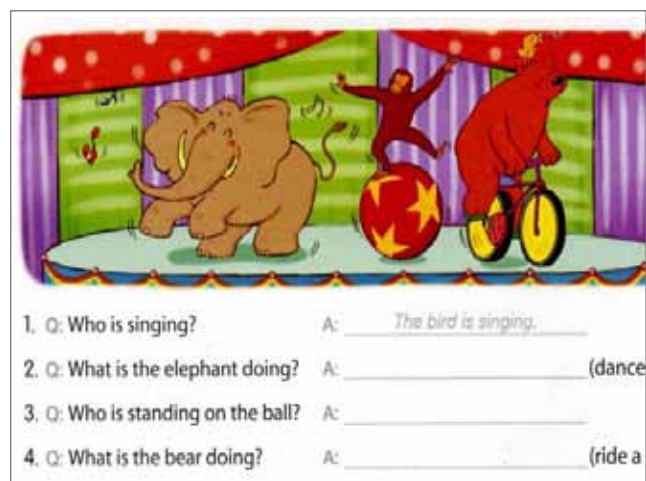 1. Q: Who is singing? A: The bird is singing.
2. Q: What is the elephant doing? A: (dance
3. Q: Who is standing on the ball? A:
4. Q: What is the bear doing? A: (ride a